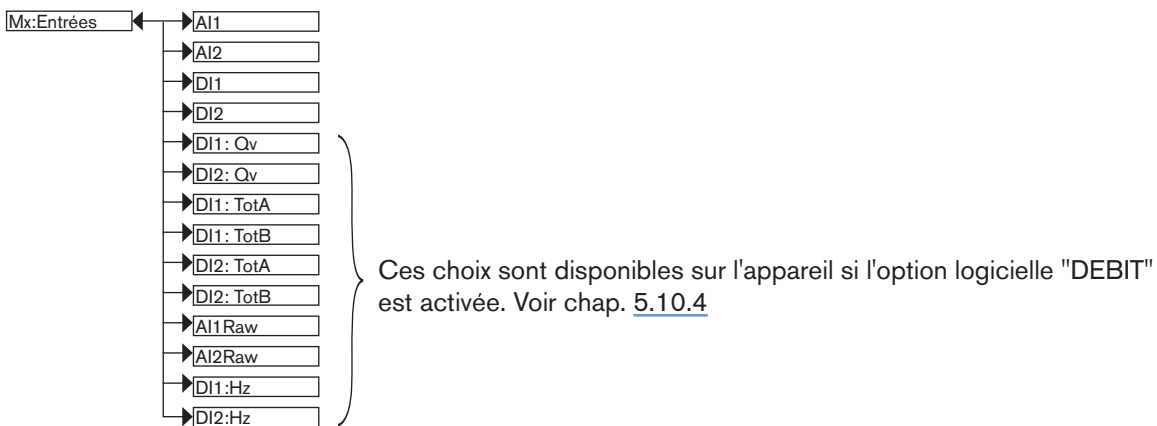 Mx:Entrées
AI1
AI2
DI1
DI2
DI1: Qv
DI2: Qv
DI1: TotA
DI1: TotB
DI2: TotA
DI2: TotB
AI1Raw
AI2Raw
DI1:Hz
DI2:Hz
Ces choix sont disponibles sur l'appareil si l'option logicielle "DEBIT"
est activée. Voir chap. 5.10.4